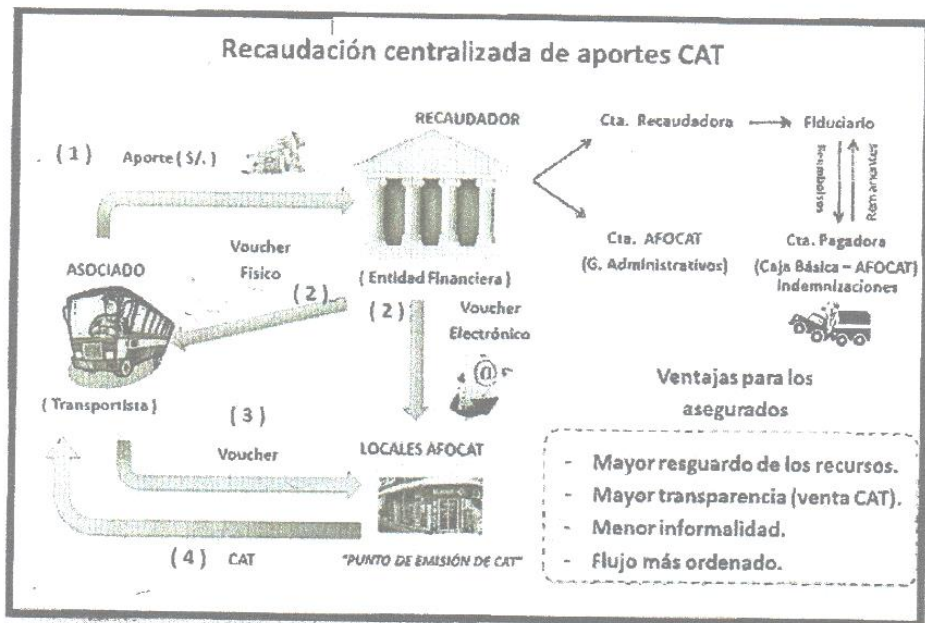 Recaudación centralizada de aportes CAT
RECAUDADOR
(1)
Aporte ( S/. )
Cta. Recaudadora
Fiduciario
Reembolsos
Remanentes
Voucher
Físico
Cta. AFOCAT
(G. Administrativos)
Cta. Pagadora
(Caja Básica – AFOCAT)
Indemnizaciones
ASOCIADO
( Entidad Financiera )
(2)
(2)
Voucher
Electrónico
@
( Transportista )
Ventajas para los
asegurados
(3)
Voucher
LOCALES AFOCAT
- Mayor resguardo de los recursos.
- Mayor transparencia (venta CAT).
- Menor informalidad.
- Flujo más ordenado.
(4) CAT
"PUNTO DE EMISIÓN DE CAT"